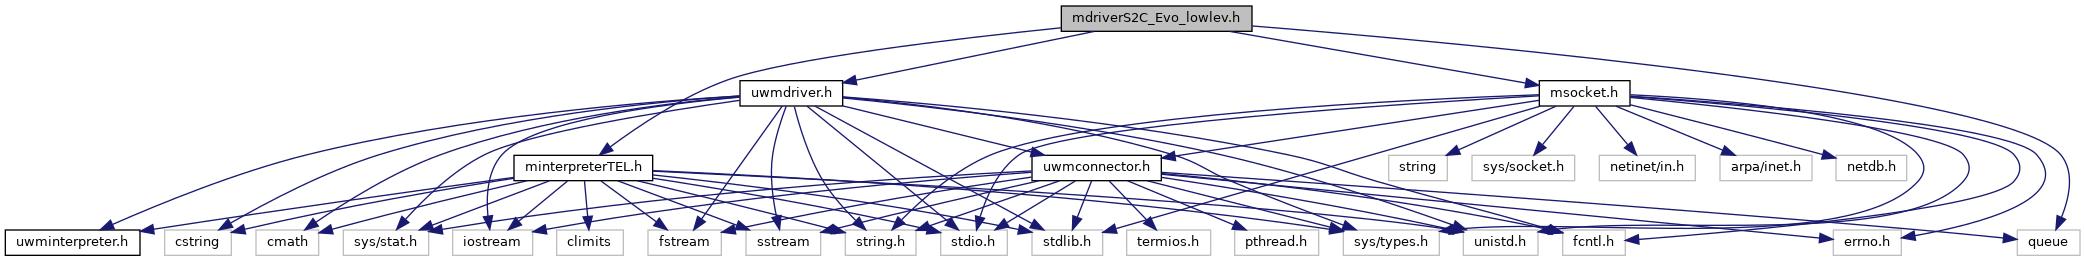 mdriverS2C_Evo_lowlev.h
uwmdriver.h
msocket.h
minterpreterTEL.h
uwmconnector.h
string
sys/socket.h
netinet/in.h
arpa/inet.h
netdb.h
uwminterpreter.h
cstring
cmath
sys/stat.h
iostream
climits
fstream
sstream
string.h
stdio.h
stdlib.h
termios.h
pthread.h
sys/types.h
unistd.h
fcntl.h
errno.h
queue